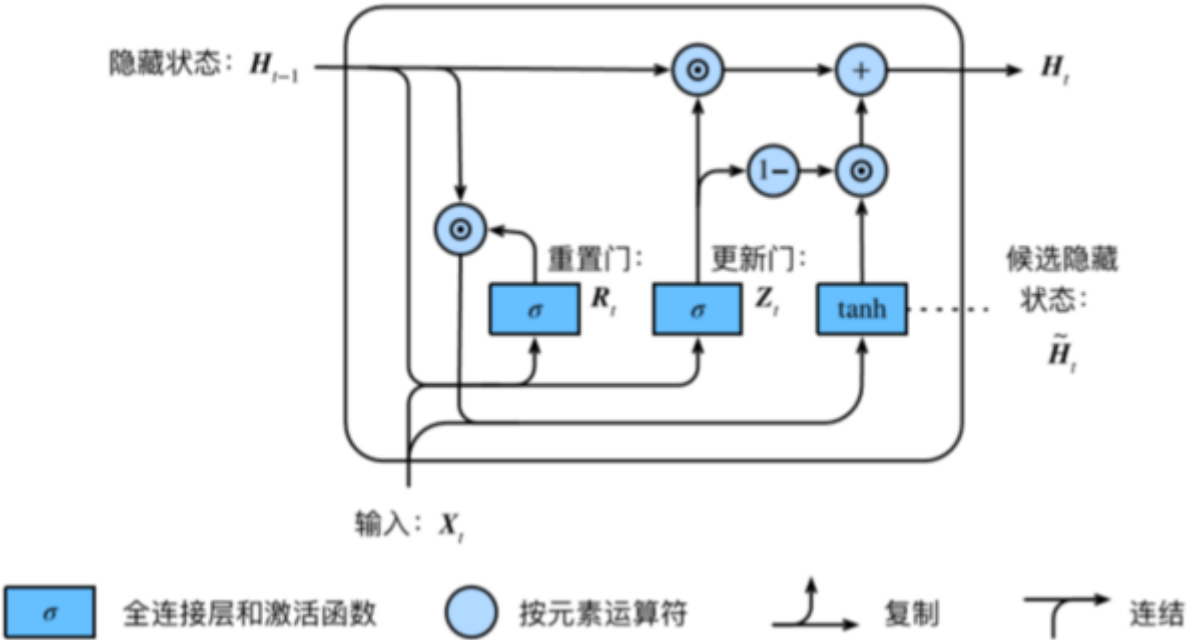 隐藏状态：H_{t-1}
⊙
+
H_t
1-
⊙
⊙
重置门：
R_t
更新门：
Z_t
候选隐藏
状态：
H̃_t
σ
σ
tanh
输入：X_t
σ 全连接层和激活函数
按元素运算符
复制
连结